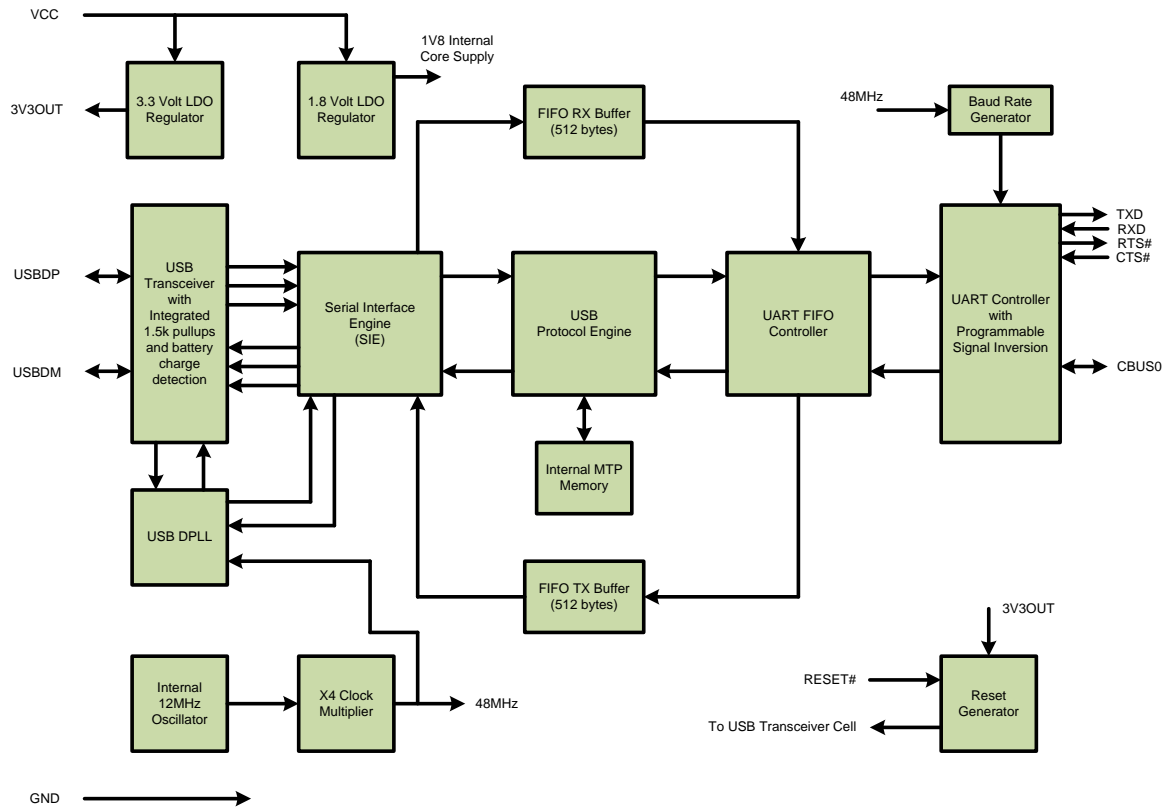 VCC
1V8 Internal
Core Supply
3V3OUT
3.3 Volt LDO
Regulator
1.8 Volt LDO
Regulator
FIFO RX Buffer
(512 bytes)
48MHz
Baud Rate
Generator
USBDP
USBDM
USB
Transceiver
with
Integrated
1.5k pullups
and battery
charge
detection
Serial Interface
Engine
(SIE)
USB
Protocol Engine
UART FIFO
Controller
UART Controller
with
Programmable
Signal Inversion
TXD
RXD
RTS#
CTS#
CBUS0
Internal MTP
Memory
USB DPLL
FIFO TX Buffer
(512 bytes)
Internal
12MHz
Oscillator
X4 Clock
Multiplier
48MHz
3V3OUT
RESET#
To USB Transceiver Cell
Reset
Generator
GND